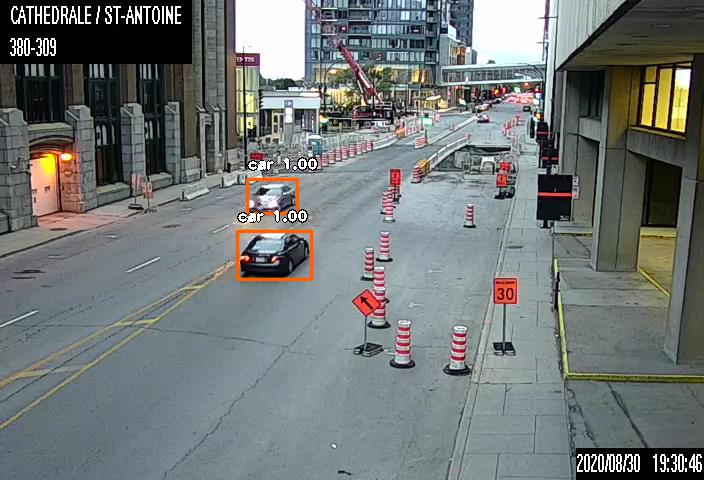 CATHEDRALE / ST-ANTOINE
380-309
car 1.00
car 1.00
30
2020/08/30 19:30:46